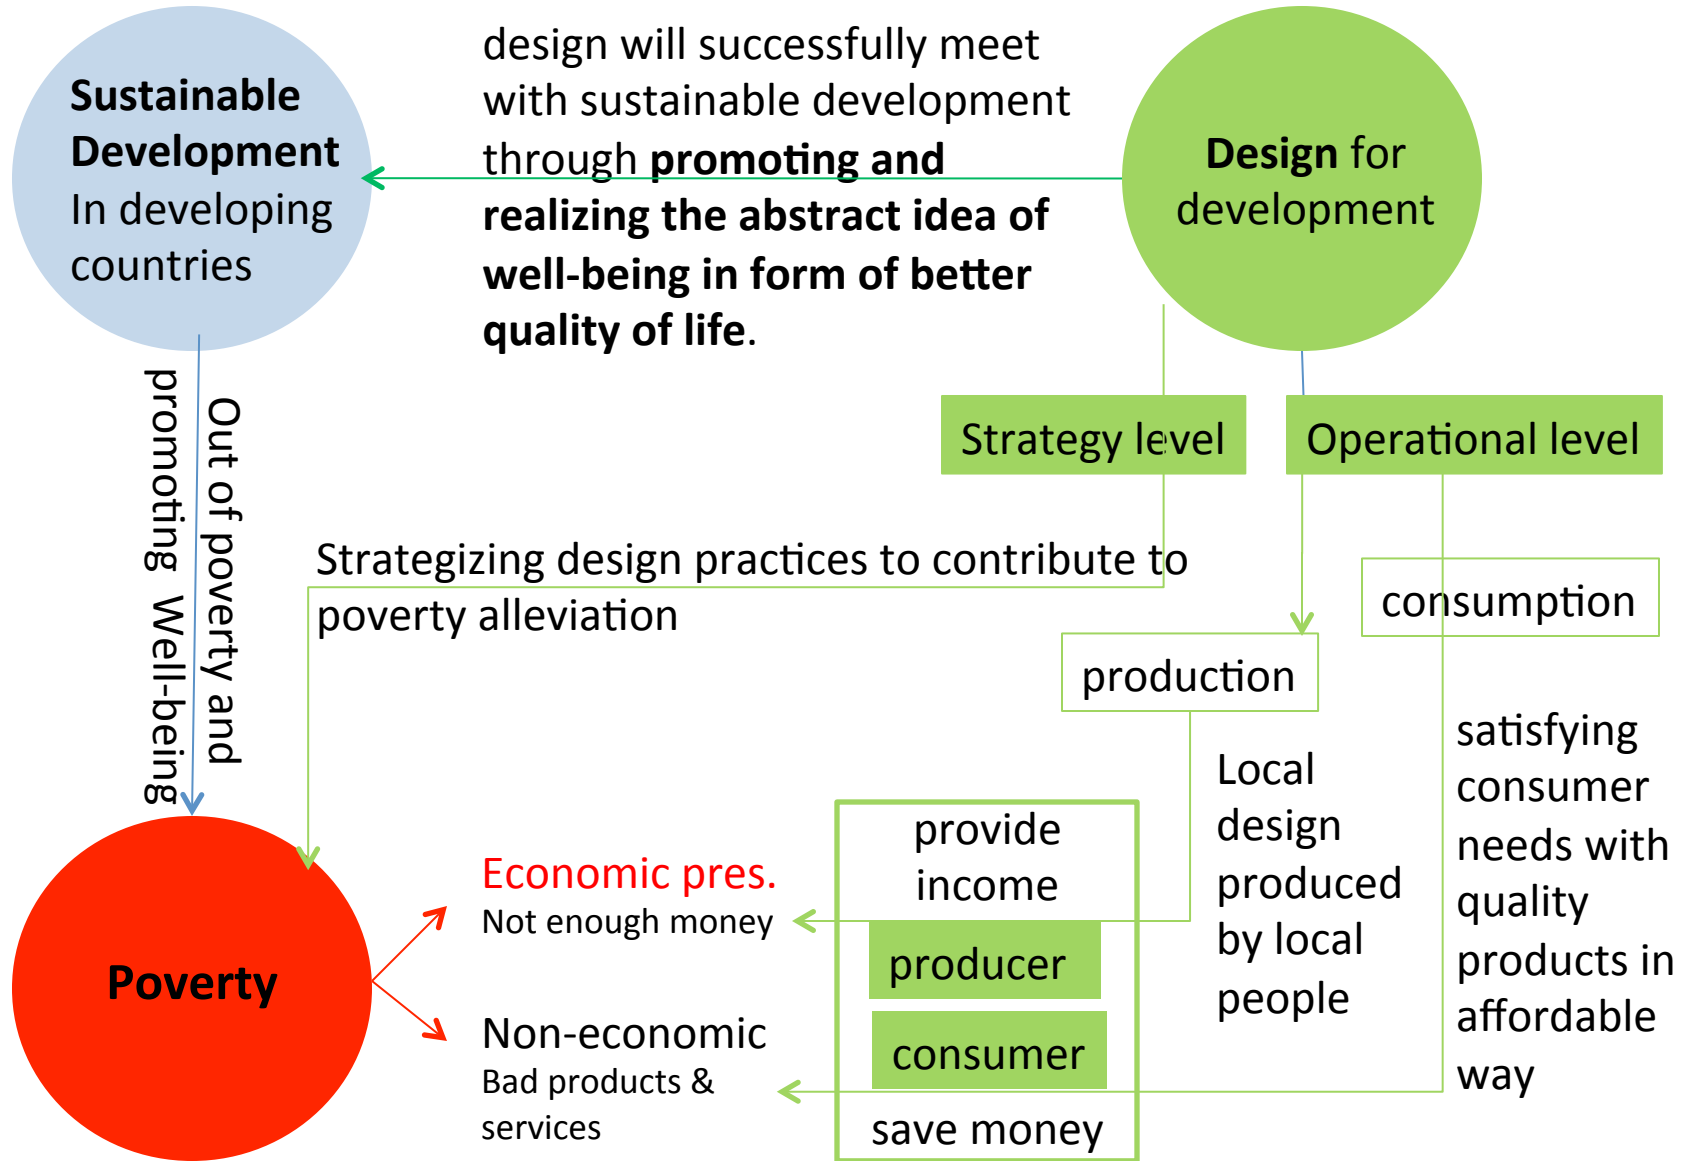 Sustainable
Development
In developing
countries
design will successfully meet
with sustainable development
through promoting and
realizing the abstract idea of
well-being in form of better
quality of life.
Design for
development
Out of poverty and
promoting Well-being
Strategy level
Operational level
Strategizing design practices to contribute to
poverty alleviation
consumption
production
Local
design
produced
by local
people
satisfying
consumer
needs with
quality
products in
affordable
way
Poverty
Economic pres.
Not enough money
Non-economic
Bad products &
services
provide
income
producer
consumer
save money